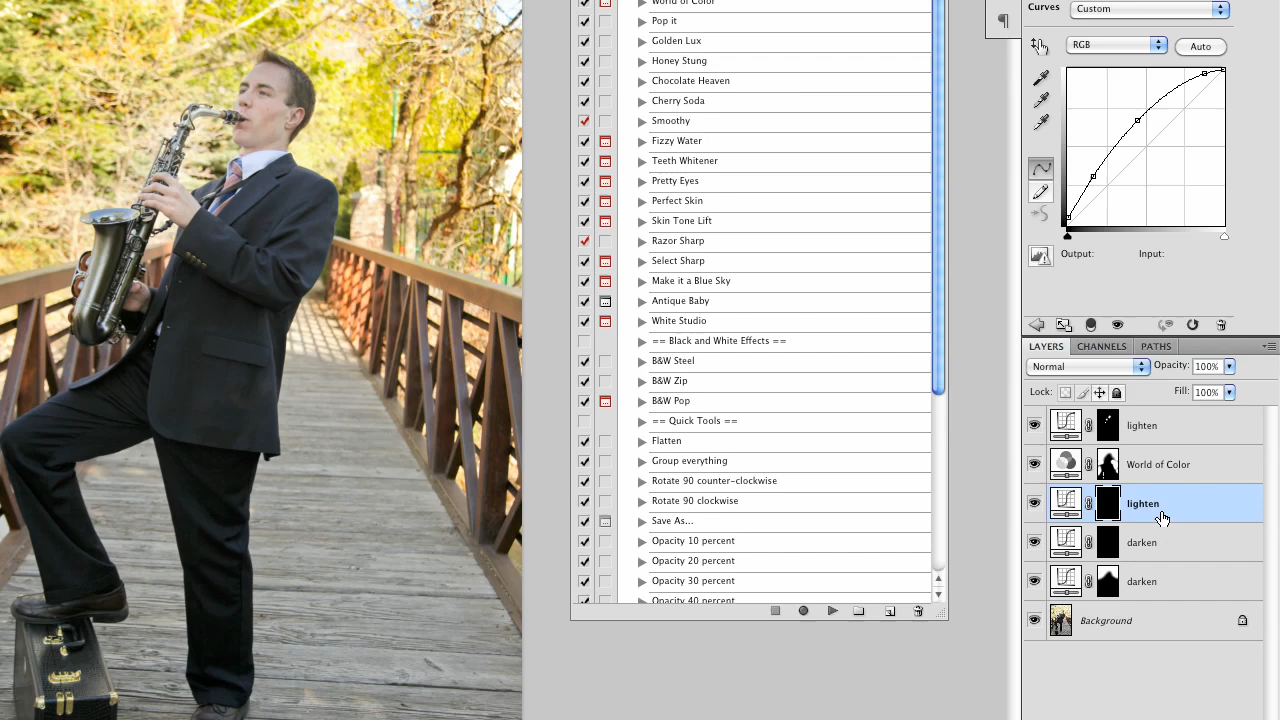 World of Color
Pop it
Golden Lux
Honey Stung
Chocolate Heaven
Cherry Soda
Smoothy
Fizzy Water
Teeth Whitener
Pretty Eyes
Perfect Skin
Skin Tone Lift
Razor Sharp
Select Sharp
Make it a Blue Sky
Antique Baby
White Studio
== Black and White Effects ==
B&W Steel
B&W Zip
B&W Pop
== Quick Tools ==
Flatten
Group everything
Rotate 90 counter-clockwise
Rotate 90 clockwise
Save As...
Opacity 10 percent
Opacity 20 percent
Opacity 30 percent
Opacity 40 percent
Curves Custom
RGB Auto
Output: Input:
LAYERS CHANNELS PATHS
Normal Opacity: 100%
Lock: Fill: 100%
lighten
World of Color
lighten
darken
darken
Background